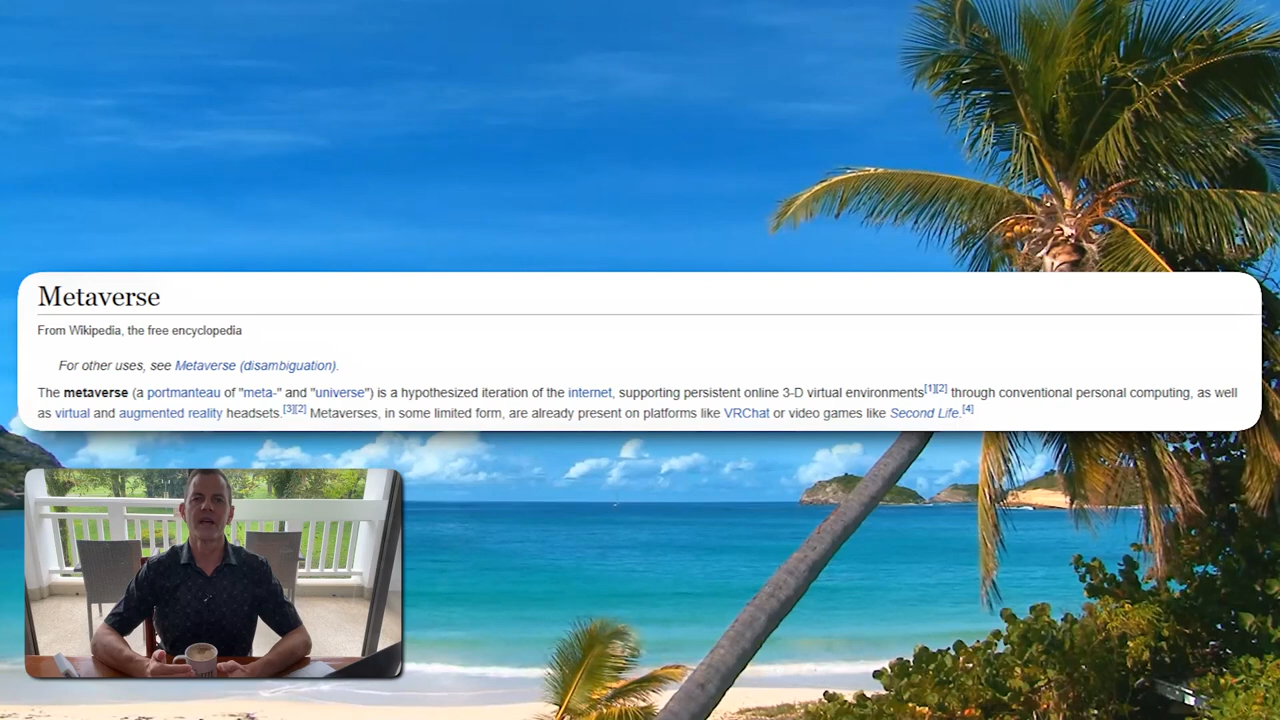 Metaverse
From Wikipedia, the free encyclopedia
For other uses, see Metaverse (disambiguation).
The metaverse (a portmanteau of "meta-" and "universe") is a hypothesized iteration of the internet, supporting persistent online 3-D virtual environments[1][2] through conventional personal computing, as well
as virtual and augmented reality headsets.[3][2] Metaverses, in some limited form, are already present on platforms like VRChat or video games like Second Life.[4]